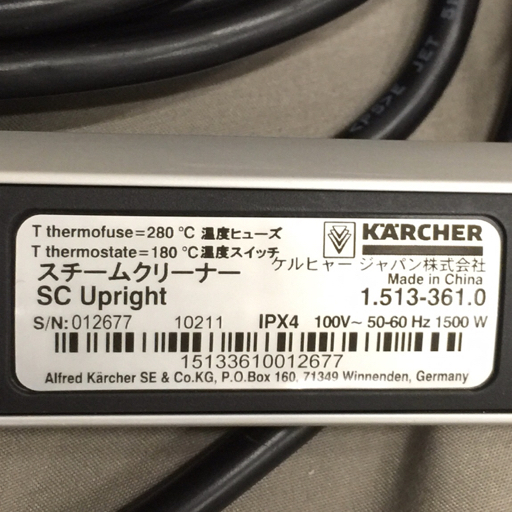 <PS>E JET SE
T thermofuse=280 °C 温度ヒューズ
T thermostate=180 °C 温度スイッチ
KÄRCHER
ケルヒャー ジャパン株式会社
スチームクリーナー
Made in China
SC Upright
1.513-361.0
S/N: 012677 10211 IPX4 100V~ 50-60 Hz 1500 W
15133610012677
Alfred Kärcher SE & Co.KG, P.O.Box 160, 71349 Winnenden, Germany